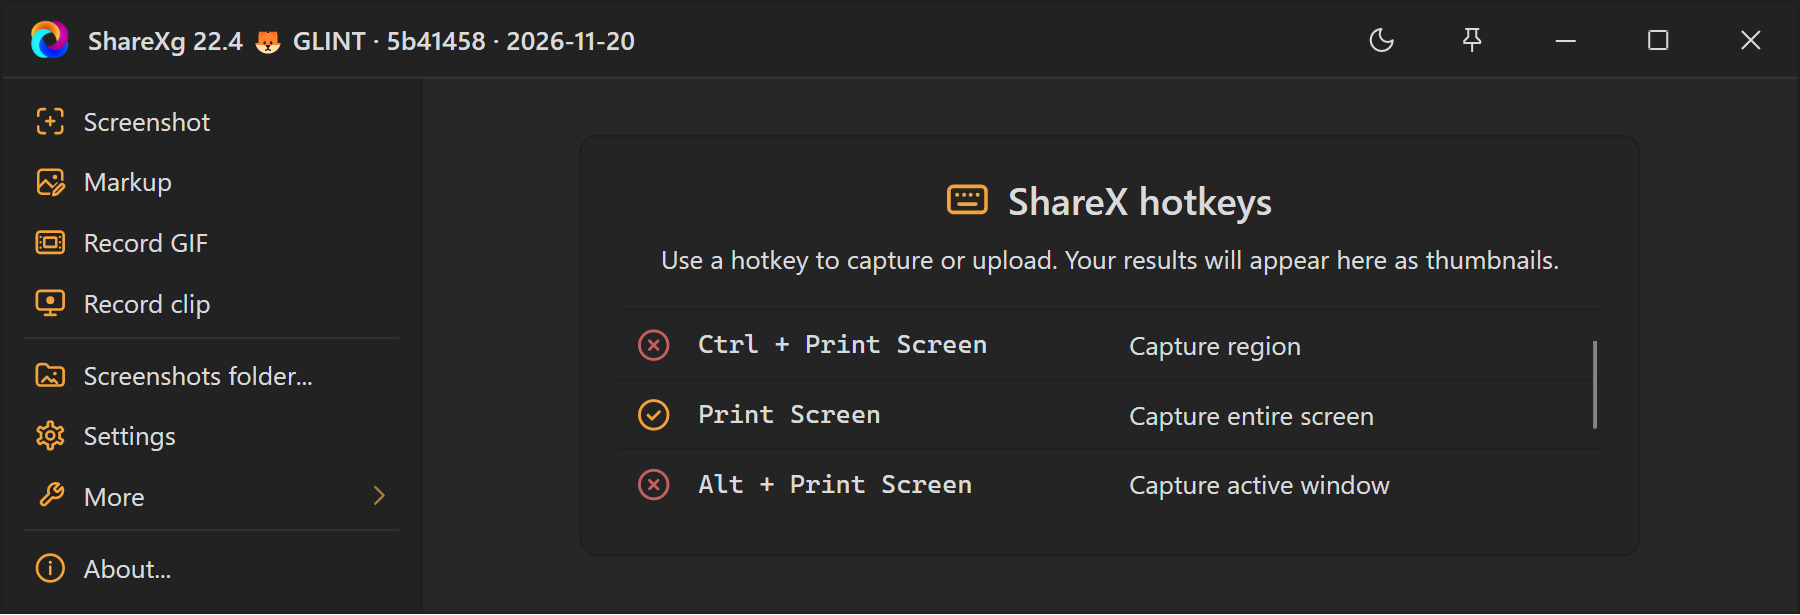 ShareXg 22.4 🐯 GLINT · 5b41458 · 2026-11-20
Screenshot
Markup
Record GIF
Record clip
Screenshots folder...
Settings
More
About...
ShareX hotkeys
Use a hotkey to capture or upload. Your results will appear here as thumbnails.
Ctrl + Print Screen Capture region
Print Screen Capture entire screen
Alt + Print Screen Capture active window